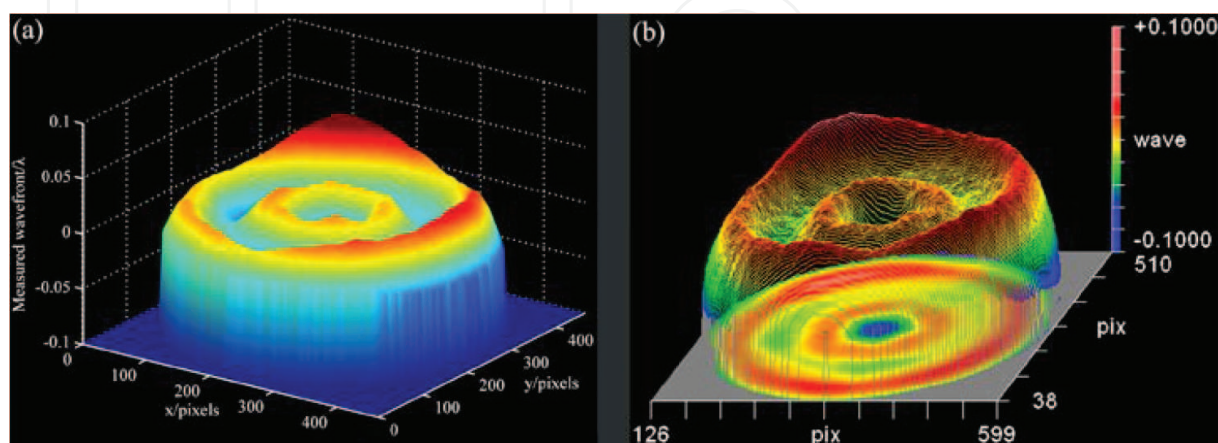 (a)
0.1
0.05
0
-0.05
-0.1
Measured wavefront/λ
0
100
200
300
400
x/pixels
0
100
200
300
400
y/pixels
(b)
+0.1000
wave
-0.1000
510
pix
38
126
pix
599